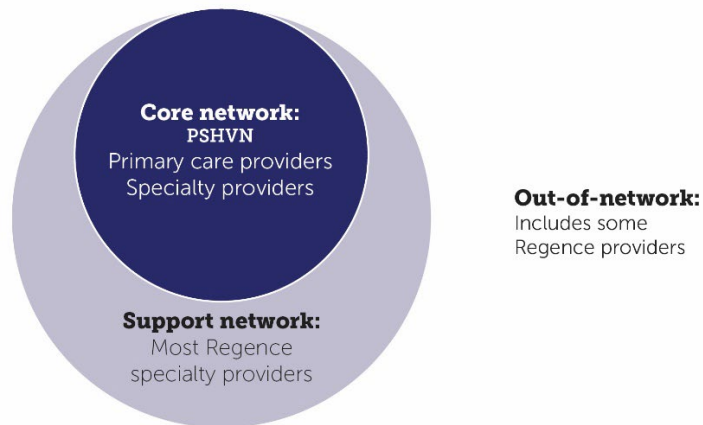 Core network:
PSHVN
Primary care providers
Specialty providers
Support network:
Most Regence
specialty providers
Out-of-network:
Includes some
Regence providers